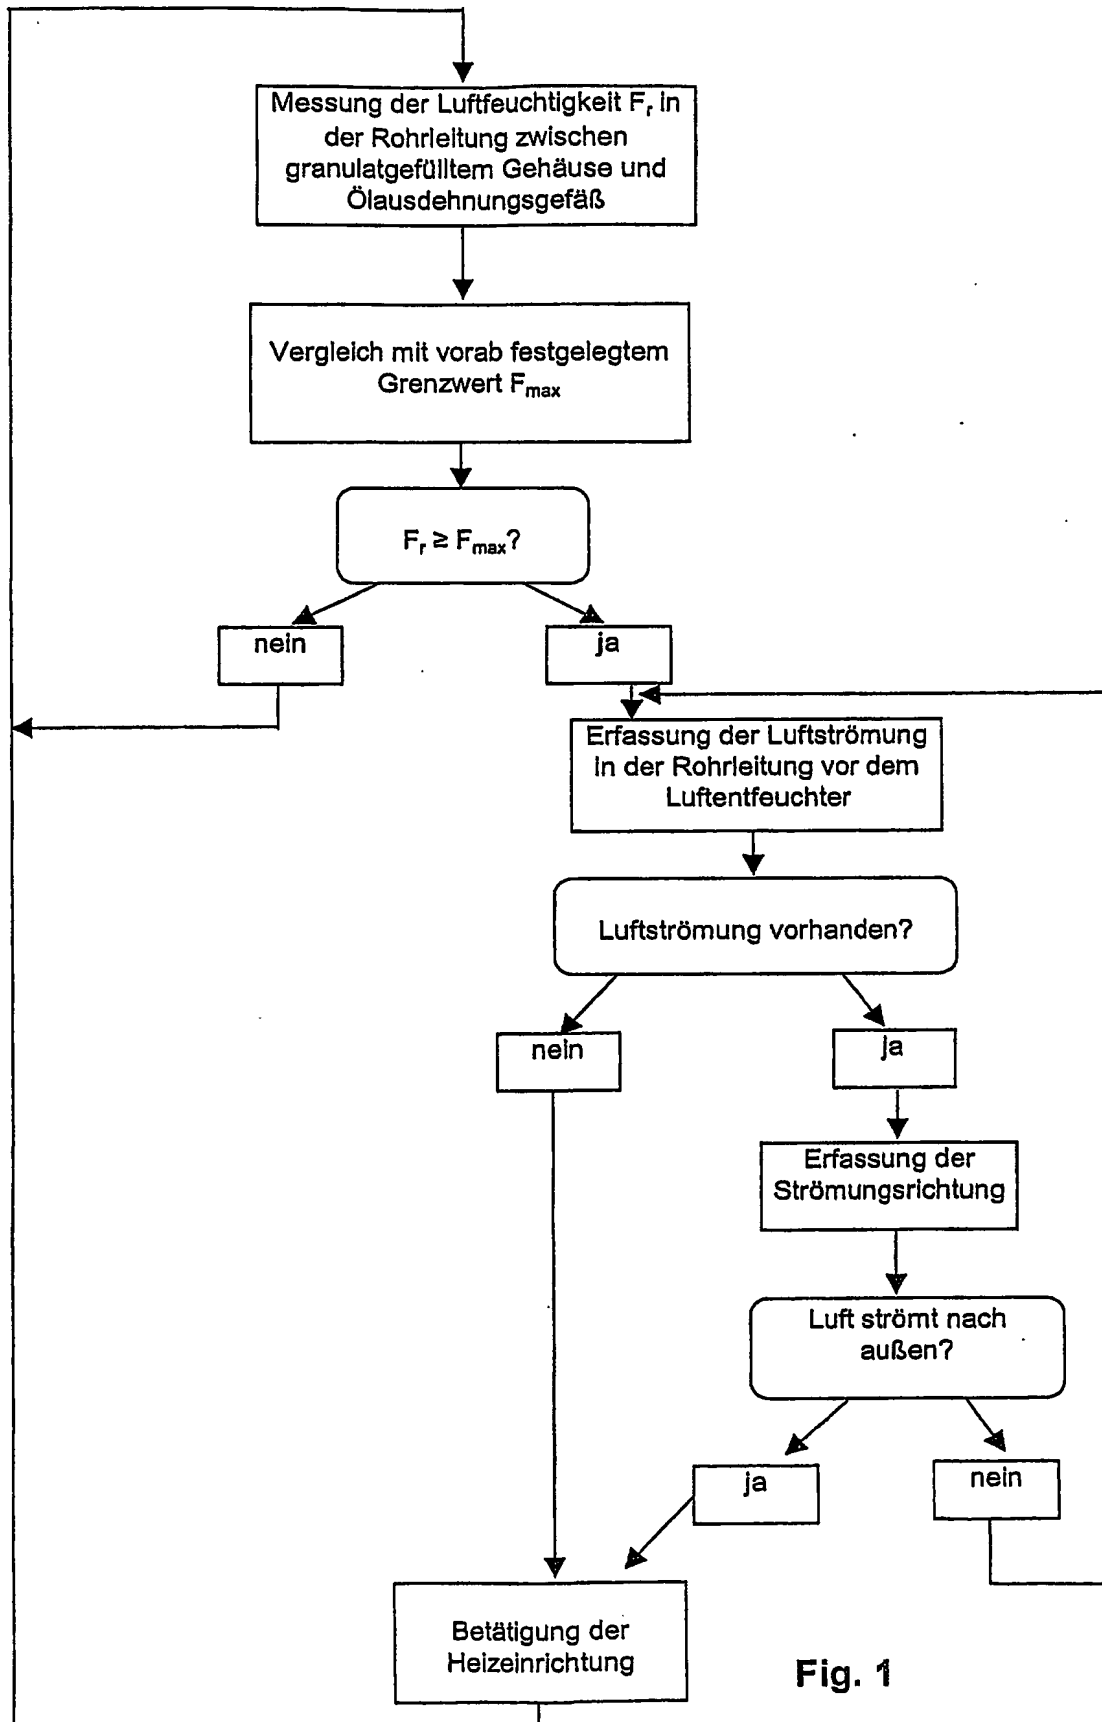 Messung der Luftfeuchtigkeit Fr in
der Rohrleitung zwischen
granulatgefülltem Gehäuse und
Ölausdehnungsgefäß
Vergleich mit vorab festgelegtem
Grenzwert Fmax
Fr ≥ Fmax?
nein
ja
Erfassung der Luftströmung
in der Rohrleitung vor dem
Luftentfeuchter
Luftströmung vorhanden?
nein
ja
Erfassung der
Strömungsrichtung
Luft strömt nach
außen?
ja
nein
Betätigung der
Heizeinrichtung
Fig. 1